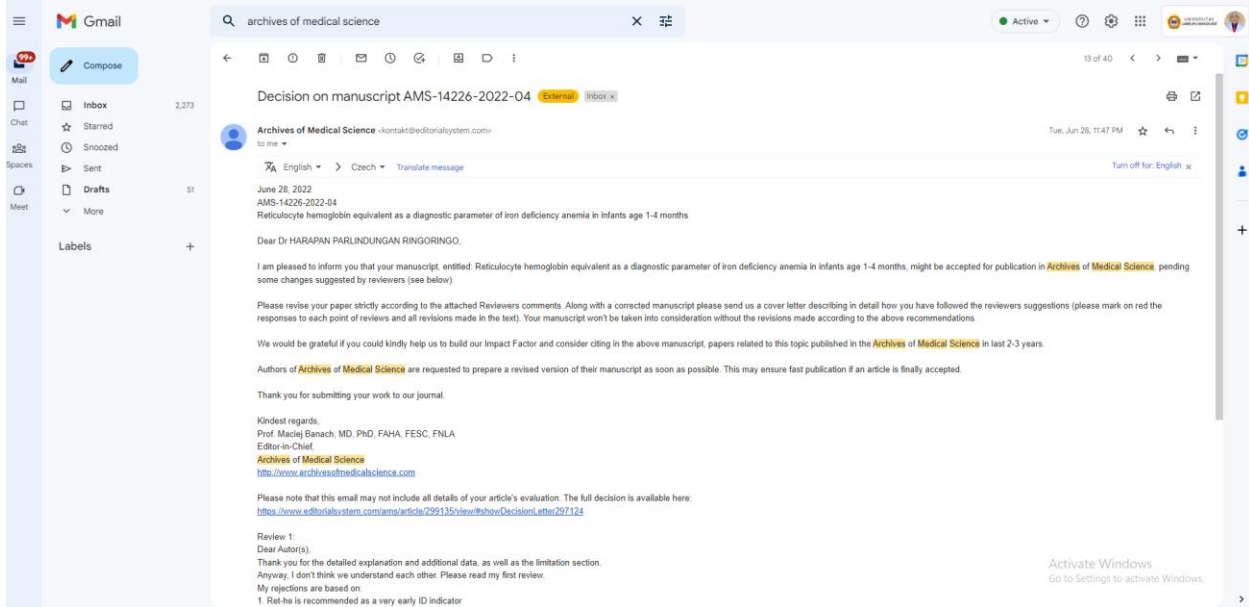 Gmail
archives of medical science
Active
99+
Mail
Chat
Spaces
Meet
Compose
Inbox 2,273
Starred
Snoozed
Sent
Drafts 51
More
Labels
13 of 40
Decision on manuscript AMS-14226-2022-04 External Inbox x
Archives of Medical Science <kontakt@editorialsystem.com>
to me
Tue, Jun 28, 11:47 PM
English > Czech Translate message
Turn off for: English x
June 28, 2022
AMS-14226-2022-04
Reticulocyte hemoglobin equivalent as a diagnostic parameter of iron deficiency anemia in infants age 1-4 months
Dear Dr HARAPAN PARLINDUNGAN RINGORINGO,
I am pleased to inform you that your manuscript, entitled: Reticulocyte hemoglobin equivalent as a diagnostic parameter of iron deficiency anemia in infants age 1-4 months, might be accepted for publication in Archives of Medical Science, pending
some changes suggested by reviewers (see below).
Please revise your paper strictly according to the attached Reviewers comments. Along with a corrected manuscript please send us a cover letter describing in detail how you have followed the reviewers suggestions (please mark on red the
responses to each point of reviews and all revisions made in the text). Your manuscript won't be taken into consideration without the revisions made according to the above recommendations.
We would be grateful if you could kindly help us to build our Impact Factor and consider citing in the above manuscript, papers related to this topic published in the Archives of Medical Science in last 2-3 years.
Authors of Archives of Medical Science are requested to prepare a revised version of their manuscript as soon as possible. This may ensure fast publication if an article is finally accepted.
Thank you for submitting your work to our journal.
Kindest regards,
Prof. Maciej Banach, MD, PhD, FAHA, FESC, FNLA
Editor-in-Chief,
Archives of Medical Science
http://www.archivesofmedicalscience.com
Please note that this email may not include all details of your article's evaluation. The full decision is available here:
https://www.editorialsystem.com/ams/article/299135/view/#showDecisionLetter297124
Review 1:
Dear Autor(s),
Thank you for the detailed explanation and additional data, as well as the limitation section.
Anyway, I don't think we understand each other. Please read my first review.
My rejections are based on:
1. Ret-he is recommended as a very early ID indicator
Activate Windows
Go to Settings to activate Windows.